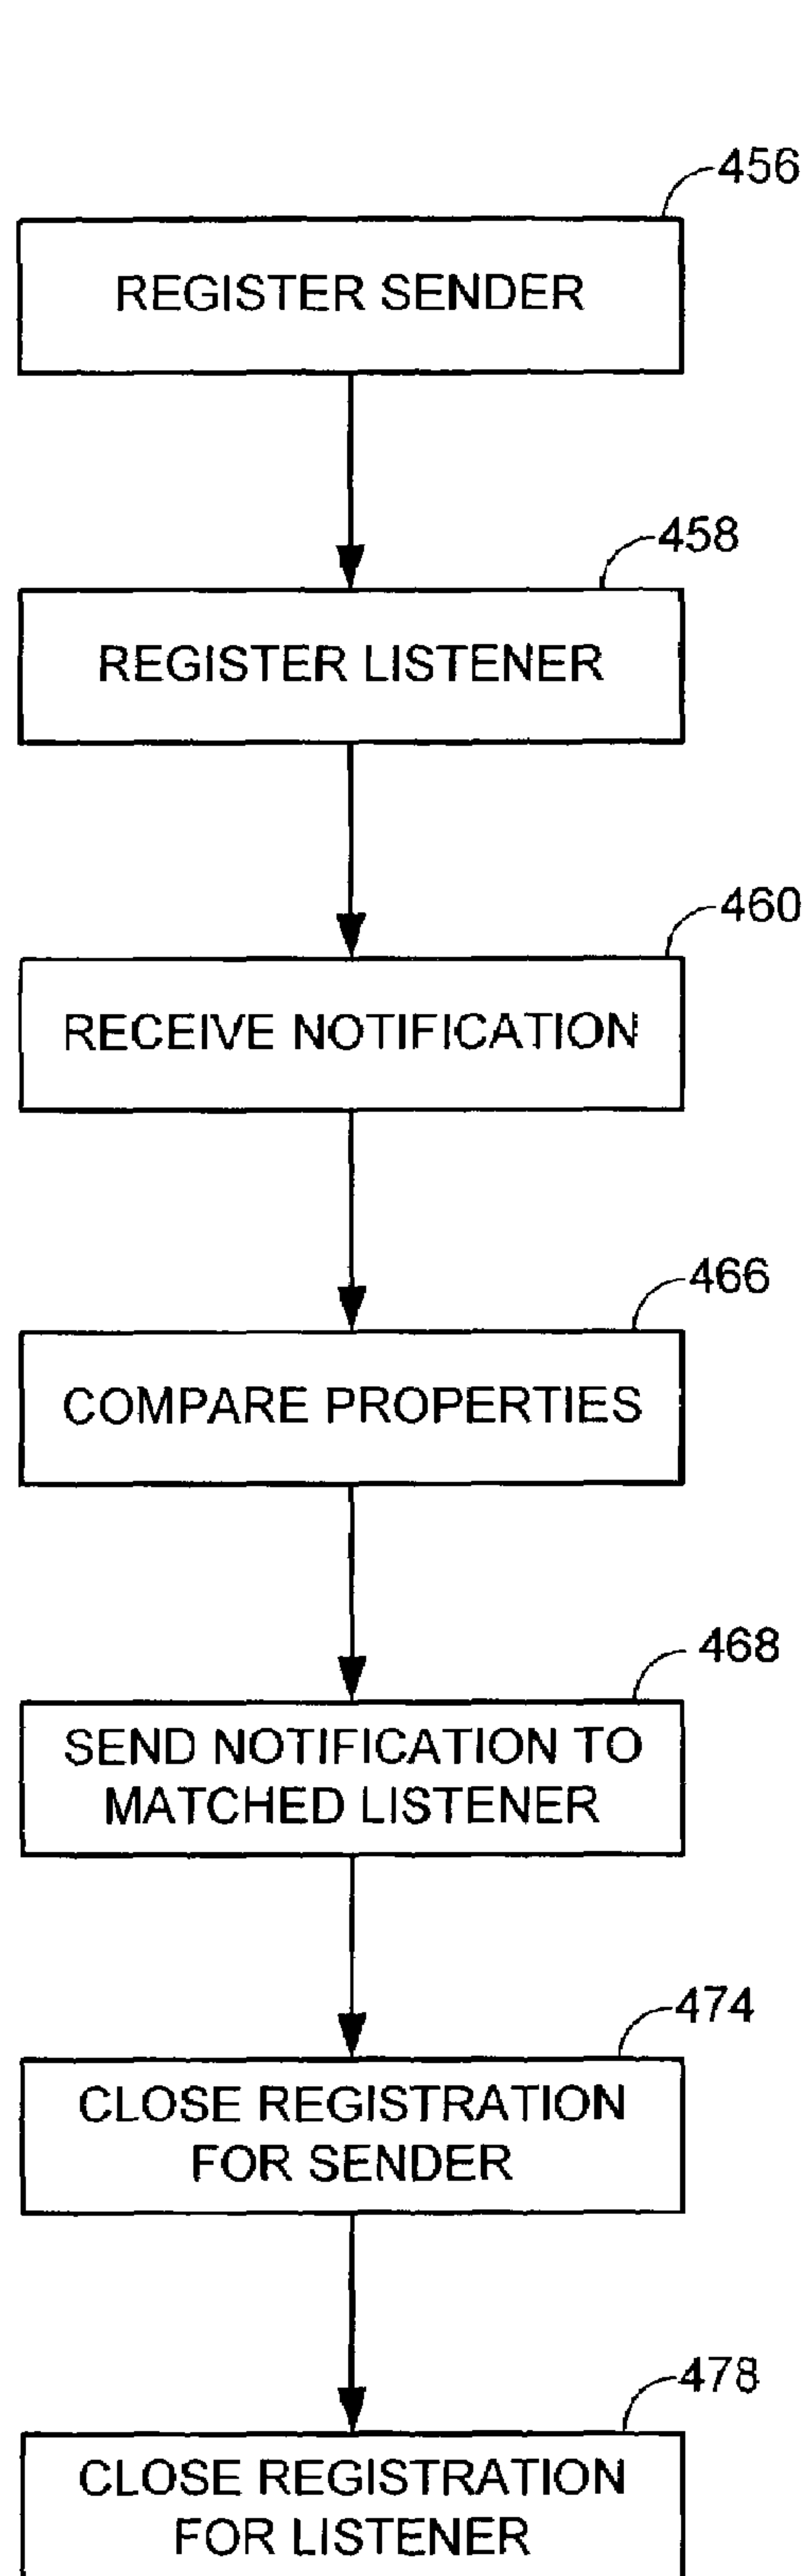 456
REGISTER SENDER
458
REGISTER LISTENER
460
RECEIVE NOTIFICATION
466
COMPARE PROPERTIES
468
SEND NOTIFICATION TO
MATCHED LISTENER
474
CLOSE REGISTRATION
FOR SENDER
478
CLOSE REGISTRATION
FOR LISTENER